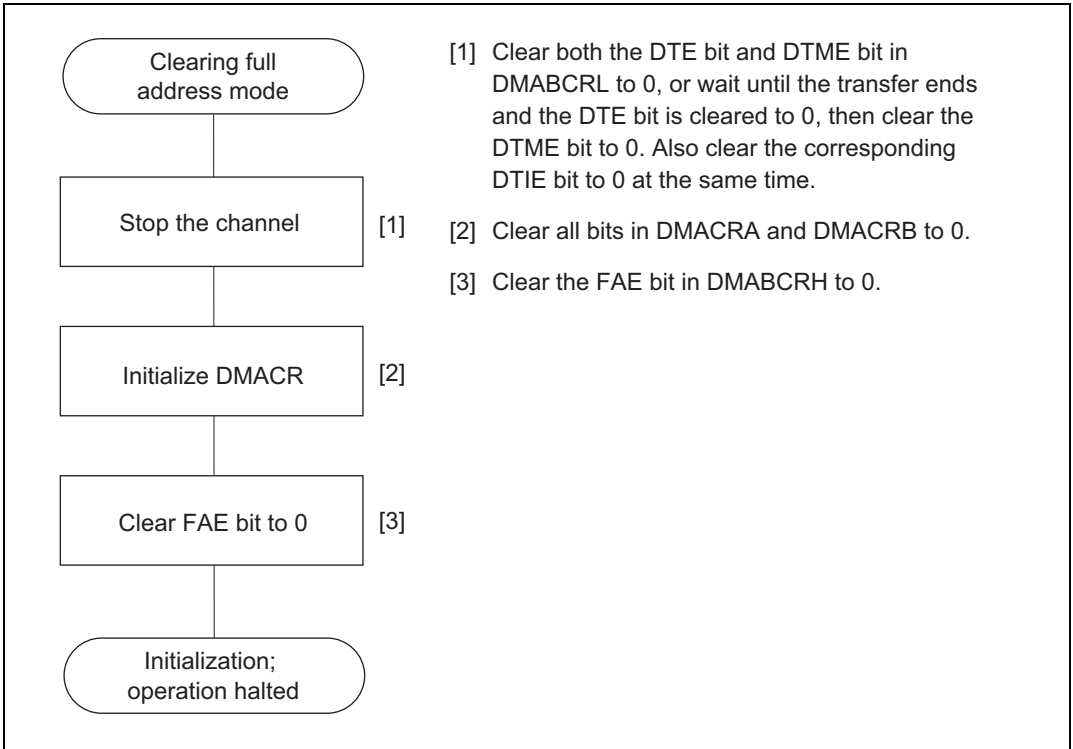 Clearing full
address mode
Stop the channel
[1]
Initialize DMACR
[2]
Clear FAE bit to 0
[3]
Initialization;
operation halted
[1] Clear both the DTE bit and DTME bit in
DMABCRL to 0, or wait until the transfer ends
and the DTE bit is cleared to 0, then clear the
DTME bit to 0. Also clear the corresponding
DTIE bit to 0 at the same time.
[2] Clear all bits in DMACRA and DMACRB to 0.
[3] Clear the FAE bit in DMABCRH to 0.